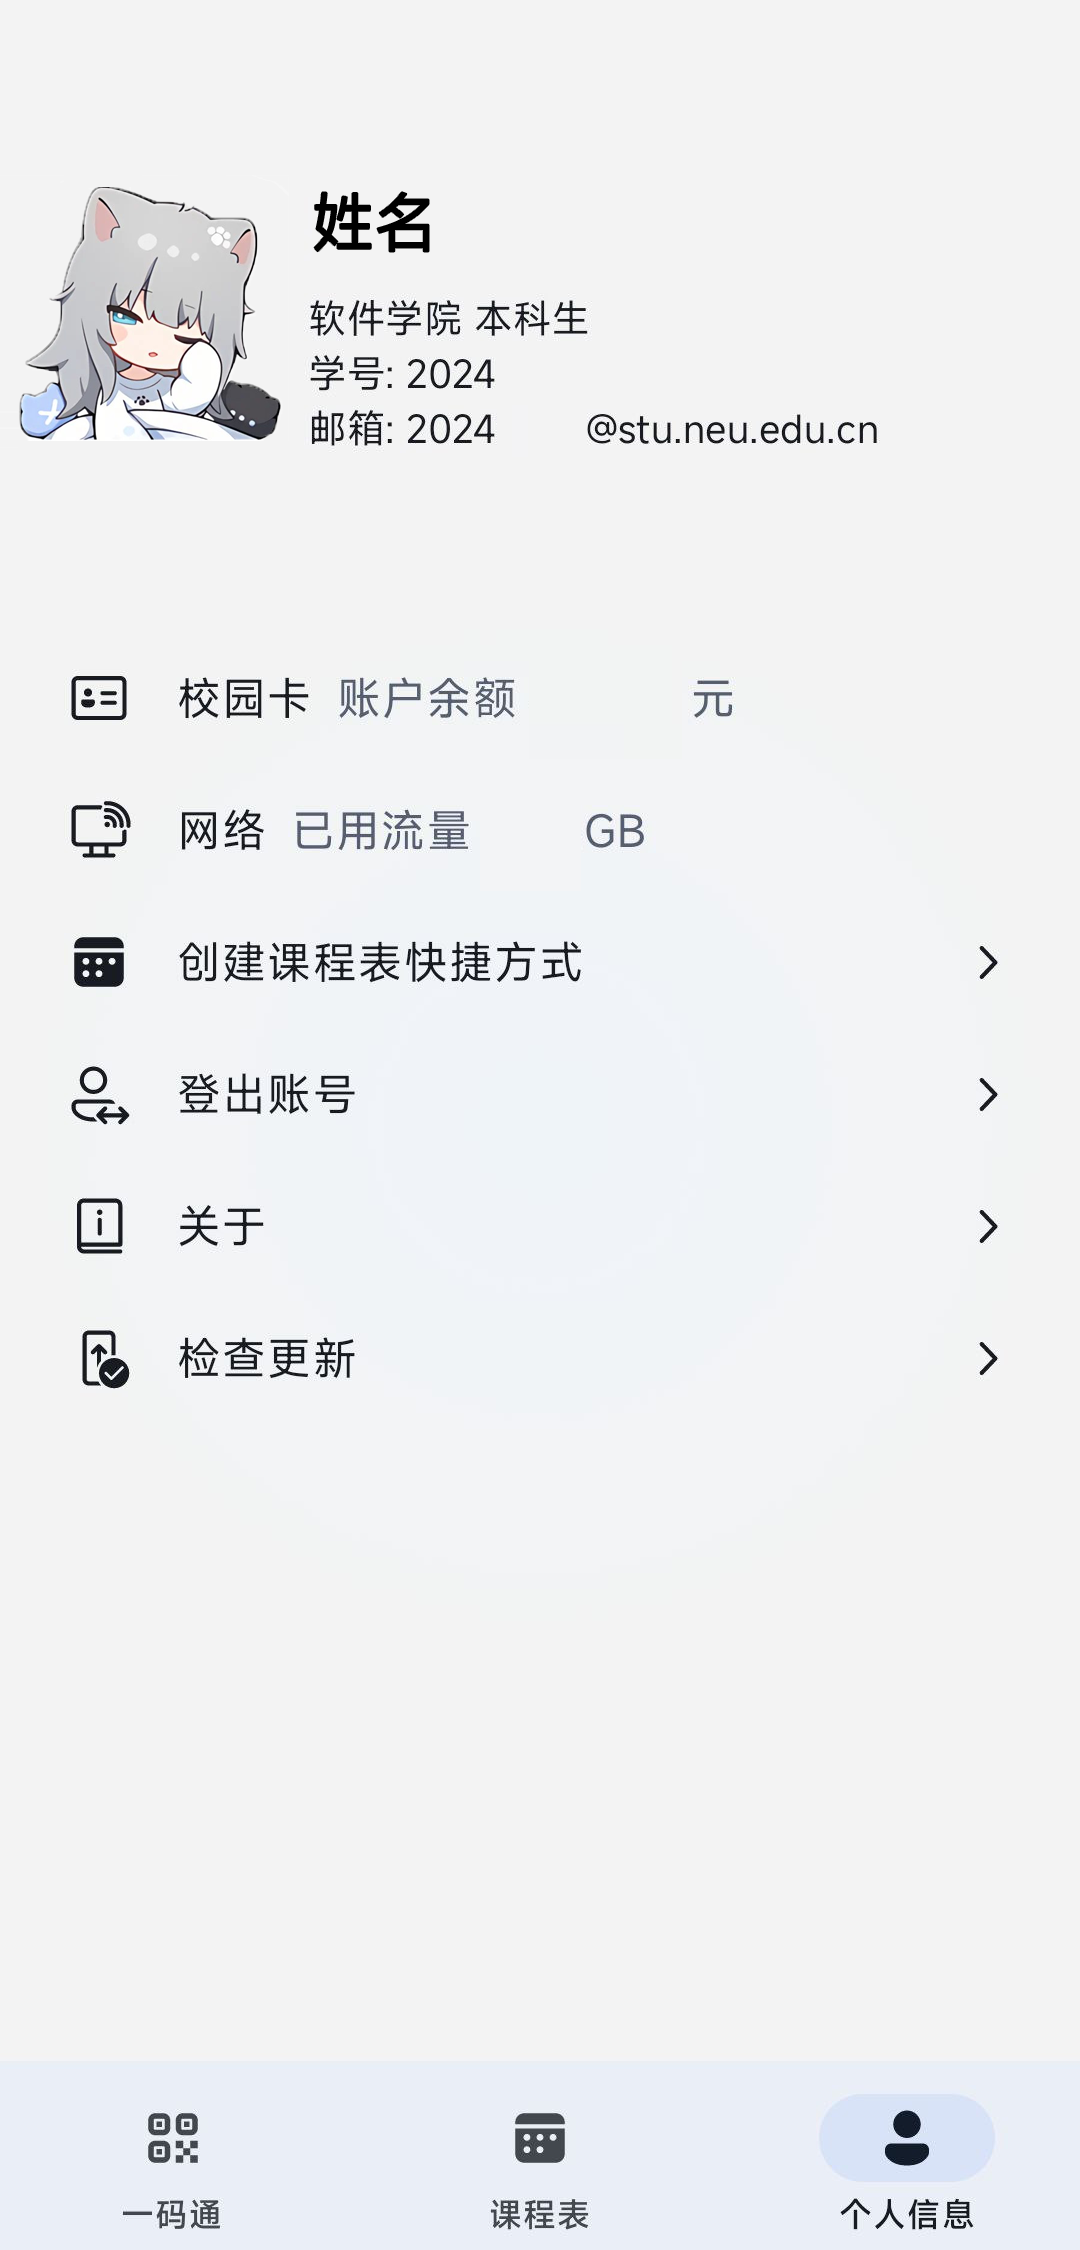 姓名
软件学院 本科生
学号: 2024
邮箱: 2024 @stu.neu.edu.cn
校园卡 账户余额 元
网络 已用流量 GB
创建课程表快捷方式
登出账号
关于
检查更新
一码通 课程表 个人信息